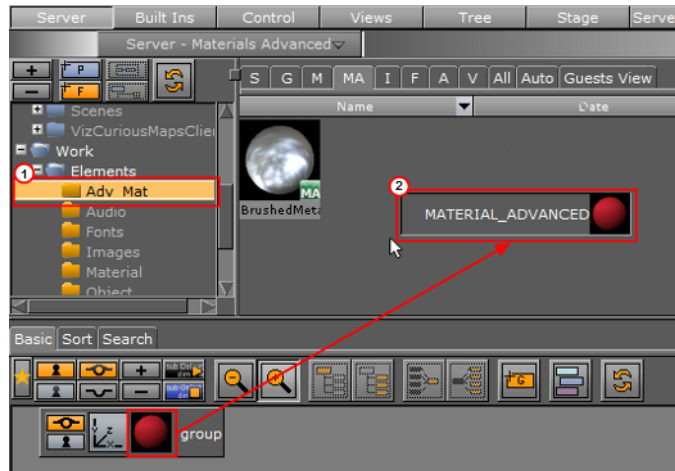 Server Built Ins Control Views Tree Stage Serve
Server - Materials Advanced
+ P
- F
S G M MA I F A V All Auto Guests View
Name Date
Scenes
VizCuriousMapsClie
Work
1 Elements
Adv_Mat
Audio
Fonts
Images
Material
Object
MA
BrushedMeta
2
MATERIAL_ADVANCED
Basic Sort Search
G
group